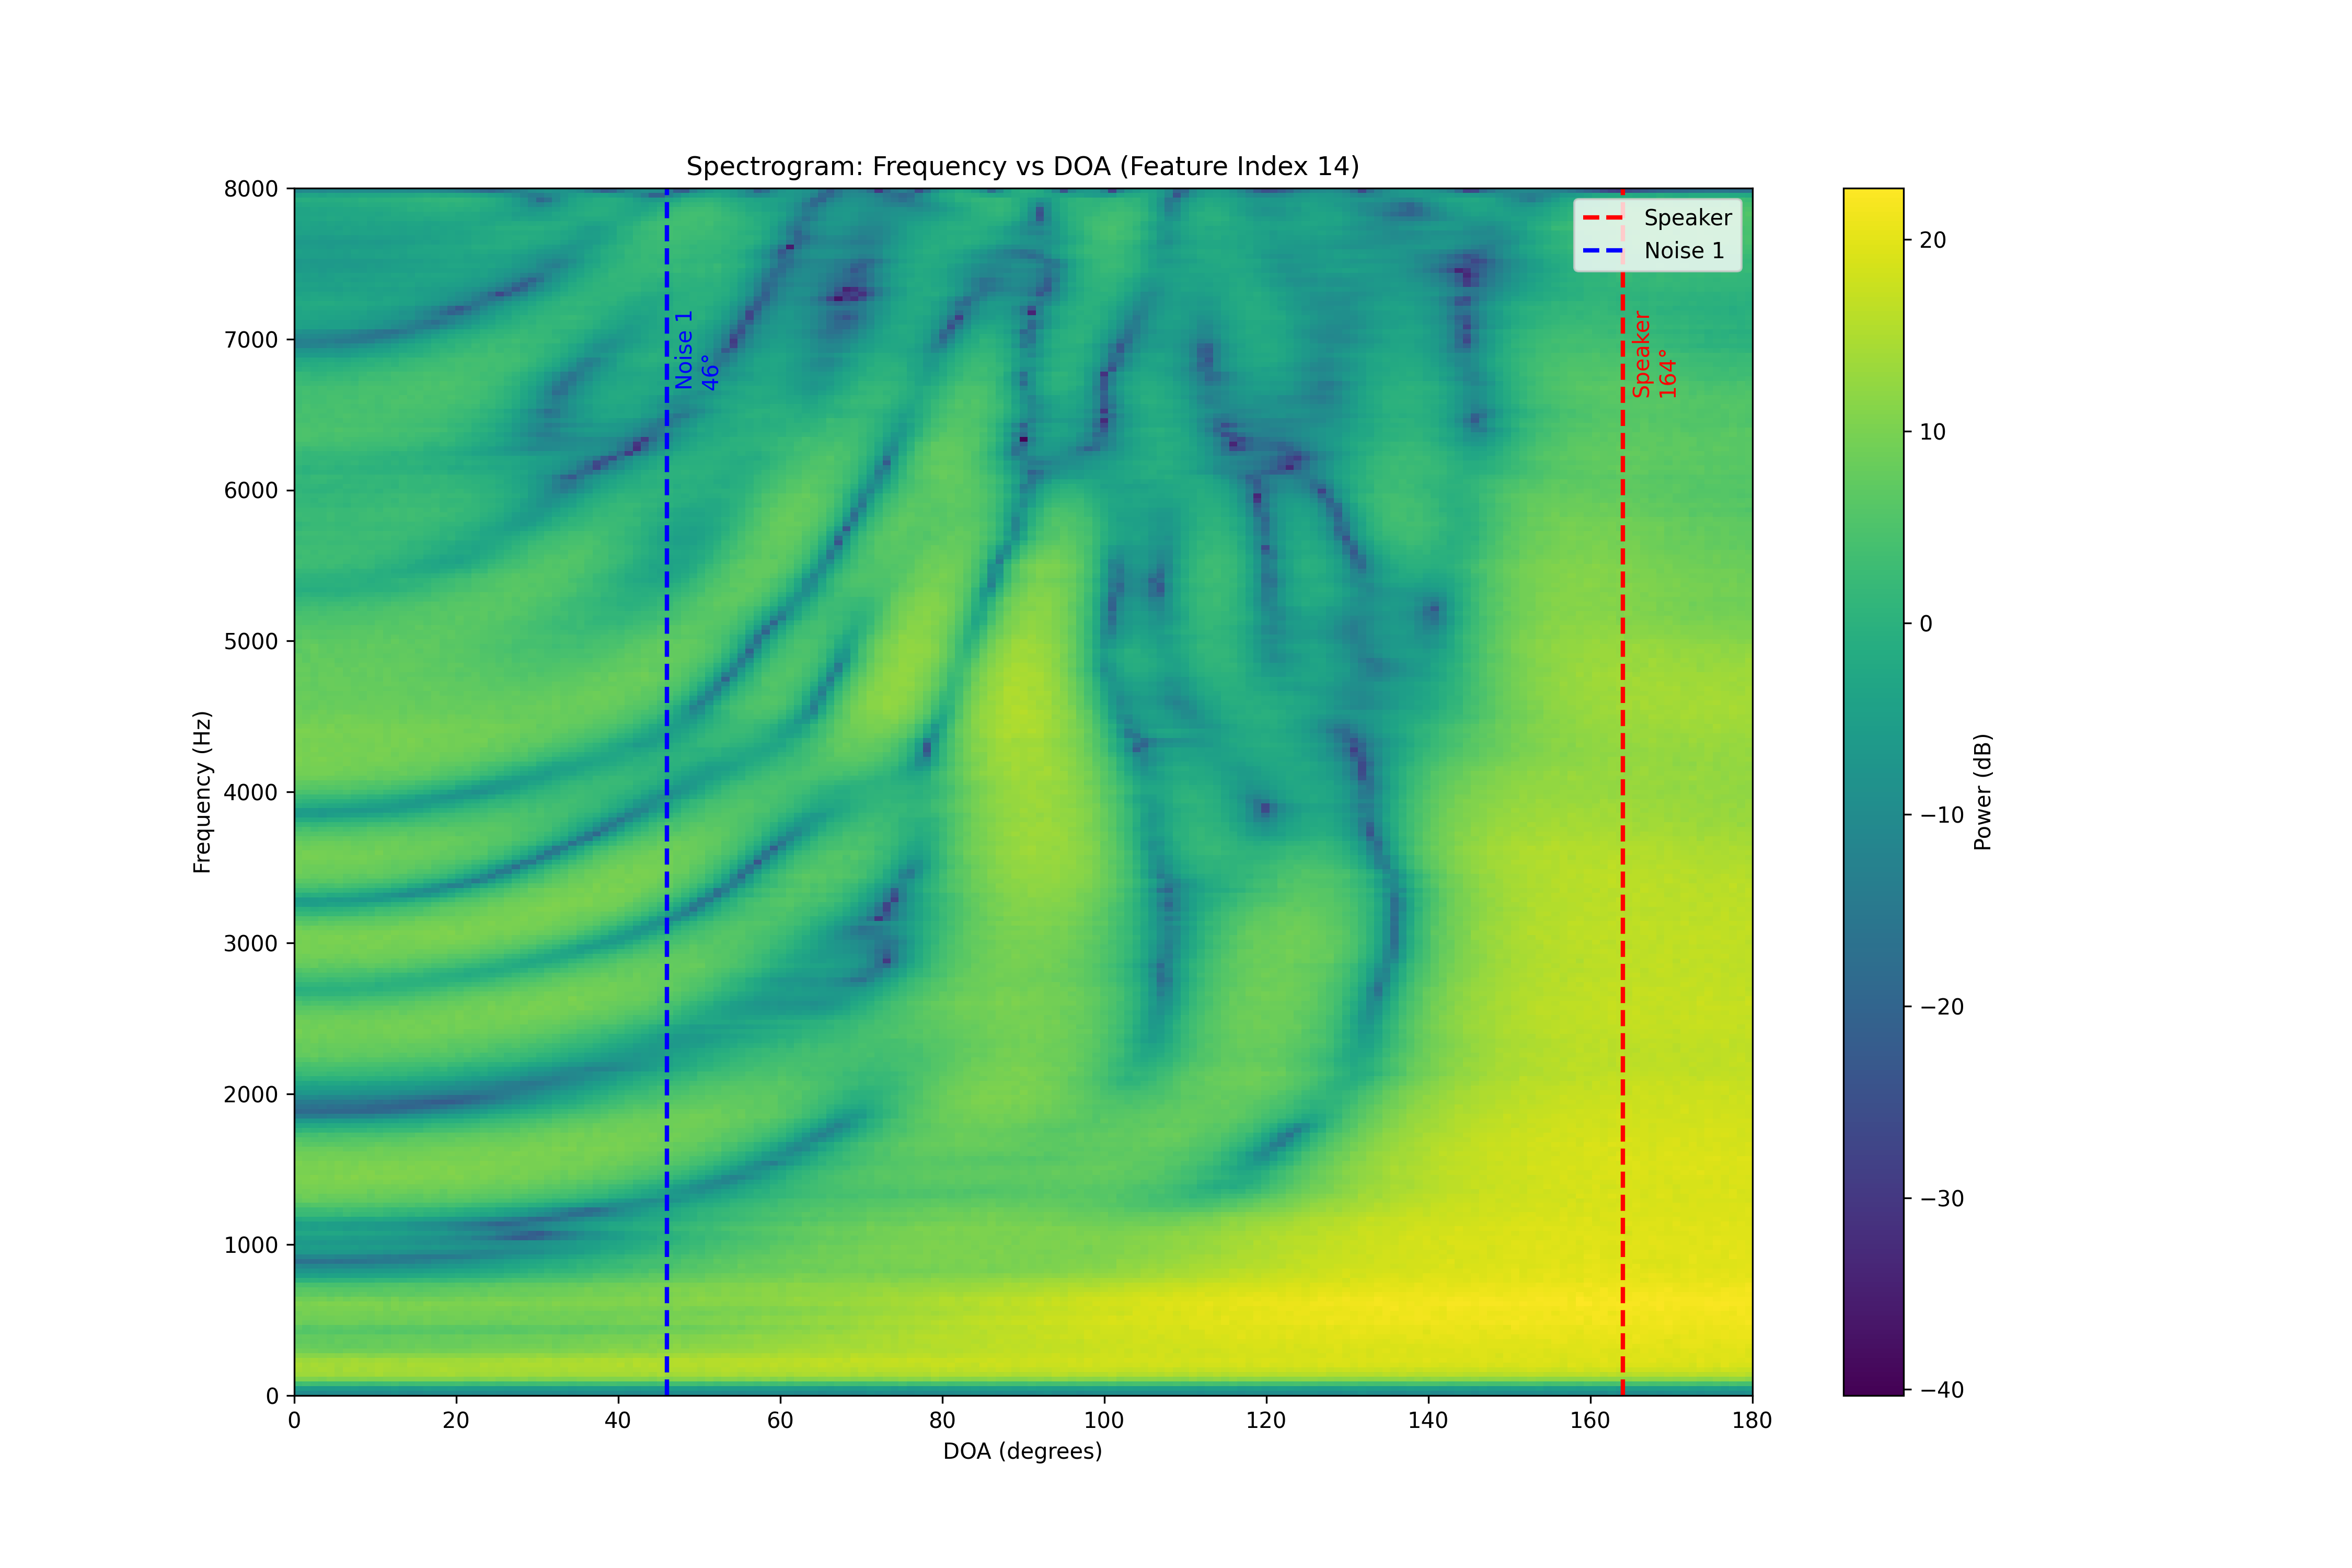 Spectrogram: Frequency vs DOA (Feature Index 14)
8000
7000
6000
5000
4000
3000
2000
1000
0
Frequency (Hz)
0 20 40 60 80 100 120 140 160 180
DOA (degrees)
Noise 1
46°
Speaker
164°
Speaker
Noise 1
20
10
0
−10
−20
−30
−40
Power (dB)